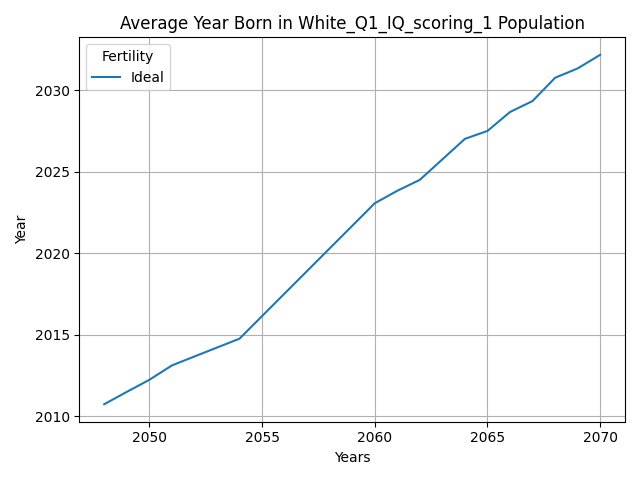 Average Year Born in White_Q1_IQ_scoring_1 Population
Fertility
Ideal
2030
2025
2020
2015
2010
Year
2050 2055 2060 2065 2070
Years